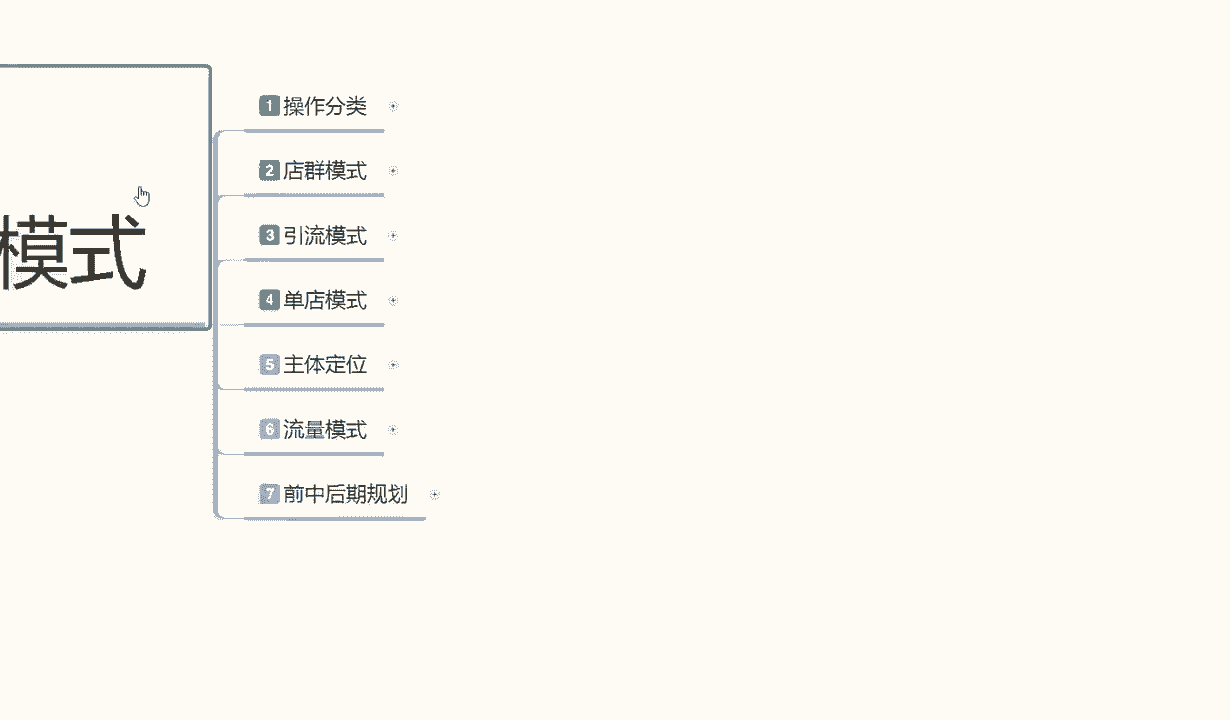 模式
1 操作分类
2 店群模式
3 引流模式
4 单店模式
5 主体定位
6 流量模式
7 前中后期规划